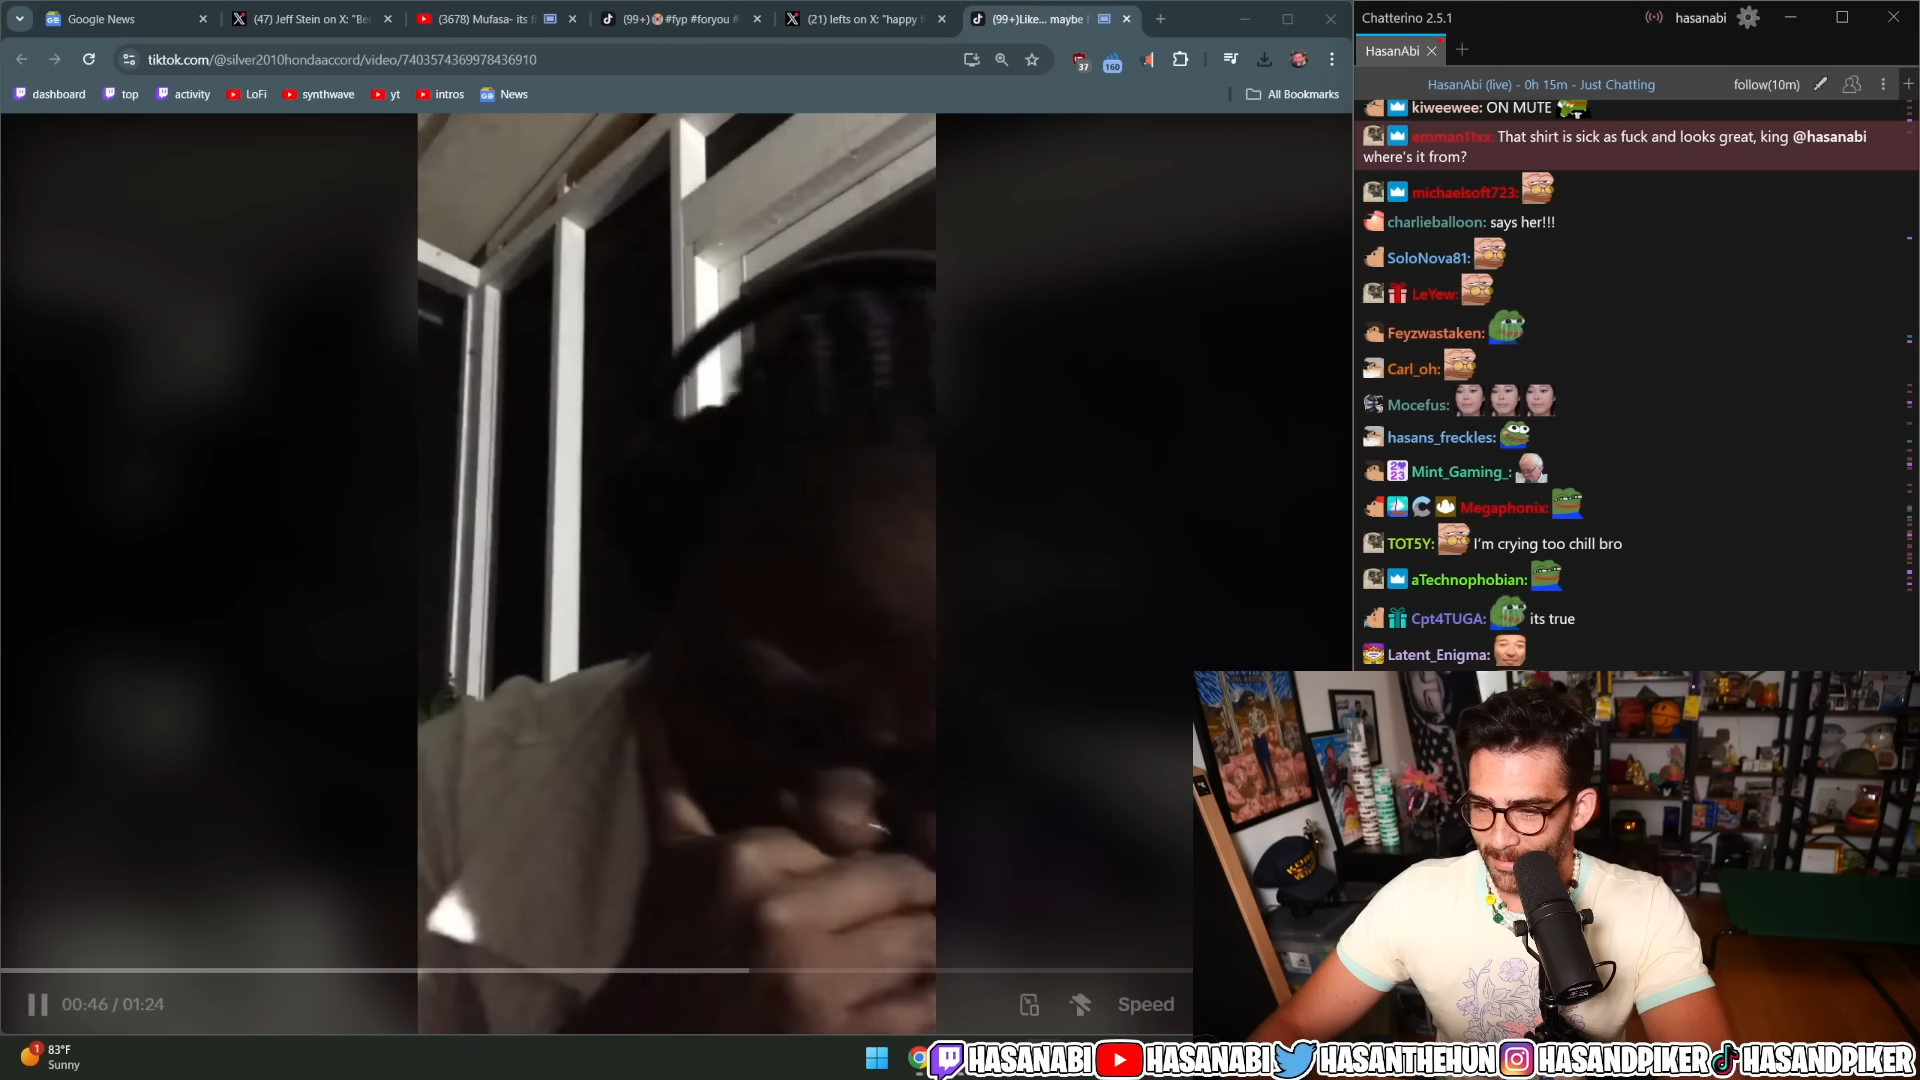 Google News
(47) Jeff Stein on X: "Be
(3678) Mufasa- its f
(99+) #fyp #foryou #
(21) lefts on X: "happy f
(99+)Like... maybe i
tiktok.com/@silver2010hondaaccord/video/7403574369978436910
37
160
dashboard
top
activity
LoFi
synthwave
yt
intros
News
All Bookmarks
Chatterino 2.5.1
hasanabi
HasanAbi
HasanAbi (live) - 0h 15m - Just Chatting
follow(10m)
kiweewee: ON MUTE
emman11xx: That shirt is sick as fuck and looks great, king @hasanabi
where's it from?
michaelsoft723:
charlieballoon: says her!!!
SoloNova81:
LeYew:
Feyzwastaken:
Carl_oh:
Mocefus:
hasans_freckles:
Mint_Gaming_:
Megaphonix:
TOT5Y: I'm crying too chill bro
aTechnophobian:
Cpt4TUGA: its true
Latent_Enigma:
00:46 / 01:24
Speed
1
83°F
Sunny
HASANABI
HASANABI
HASANTHEHUN
HASANDPIKER
HASANDPIKER